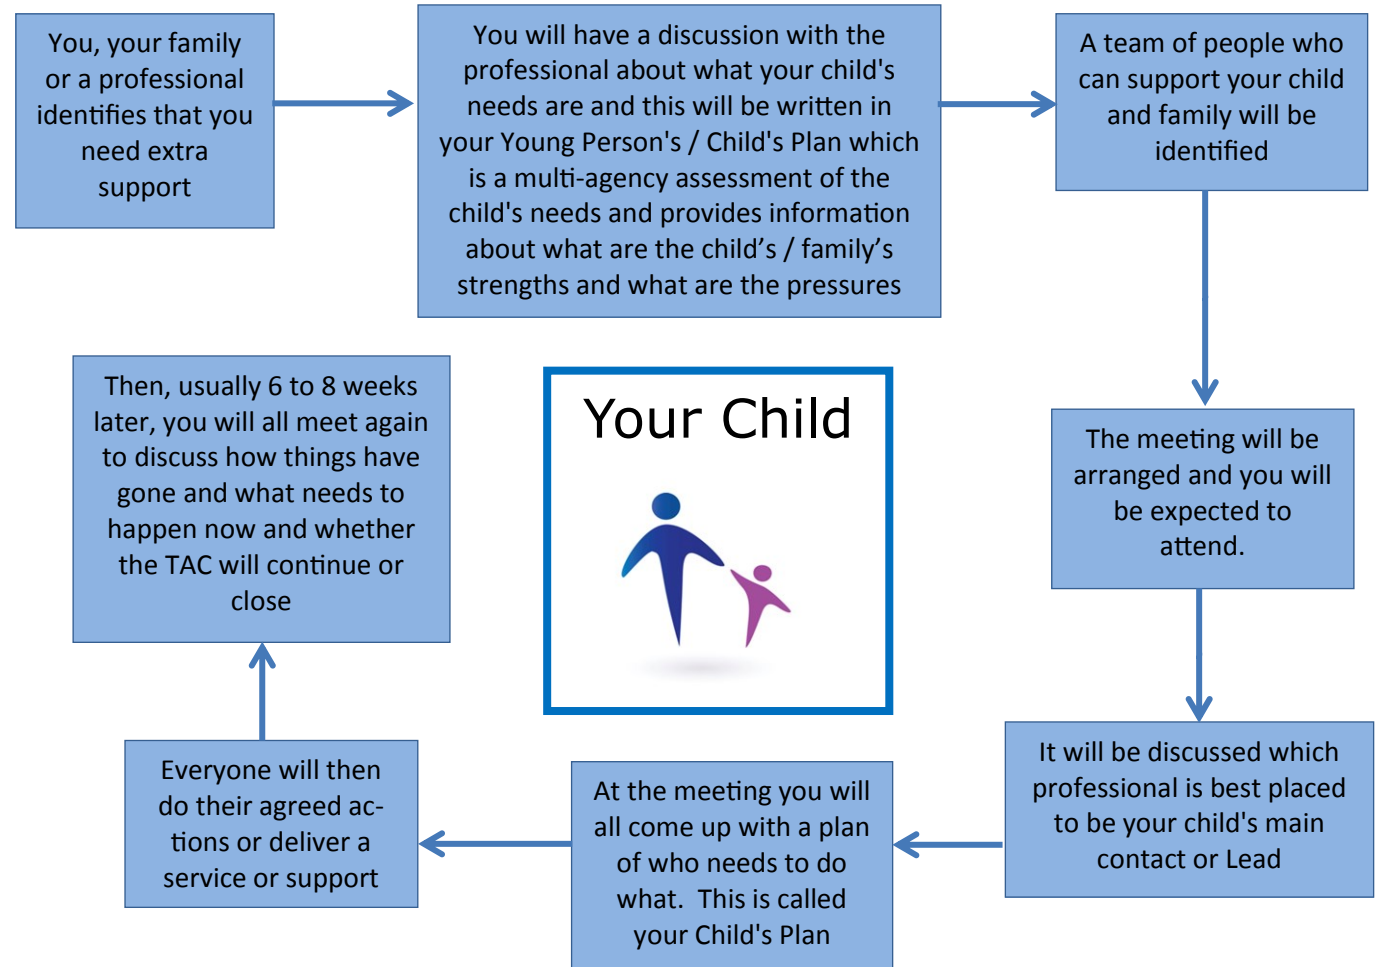 You, your family
or a professional
identifies that you
need extra
support
You will have a discussion with the
professional about what your child's
needs are and this will be written in
your Young Person's / Child's Plan which
is a multi-agency assessment of the
child's needs and provides information
about what are the child’s / family’s
strengths and what are the pressures
A team of people who
can support your child
and family will be
identified
The meeting will be
arranged and you will
be expected to
attend.
It will be discussed which
professional is best placed
to be your child's main
contact or Lead
At the meeting you will
all come up with a plan
of who needs to do
what.  This is called
your Child's Plan
Everyone will then
do their agreed ac-
tions or deliver a
service or support
Then, usually 6 to 8 weeks
later, you will all meet again
to discuss how things have
gone and what needs to
happen now and whether
the TAC will continue or
close
Your Child